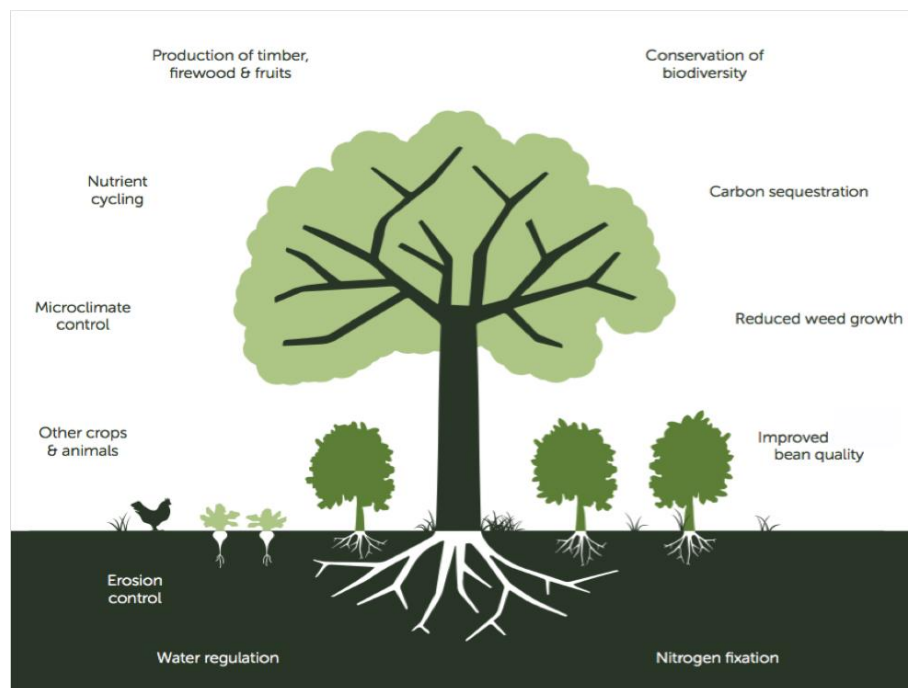 Production of timber,
firewood & fruits
Conservation of
biodiversity
Nutrient
cycling
Carbon sequestration
Microclimate
control
Reduced weed growth
Other crops
& animals
Improved
bean quality
Erosion
control
Water regulation
Nitrogen fixation